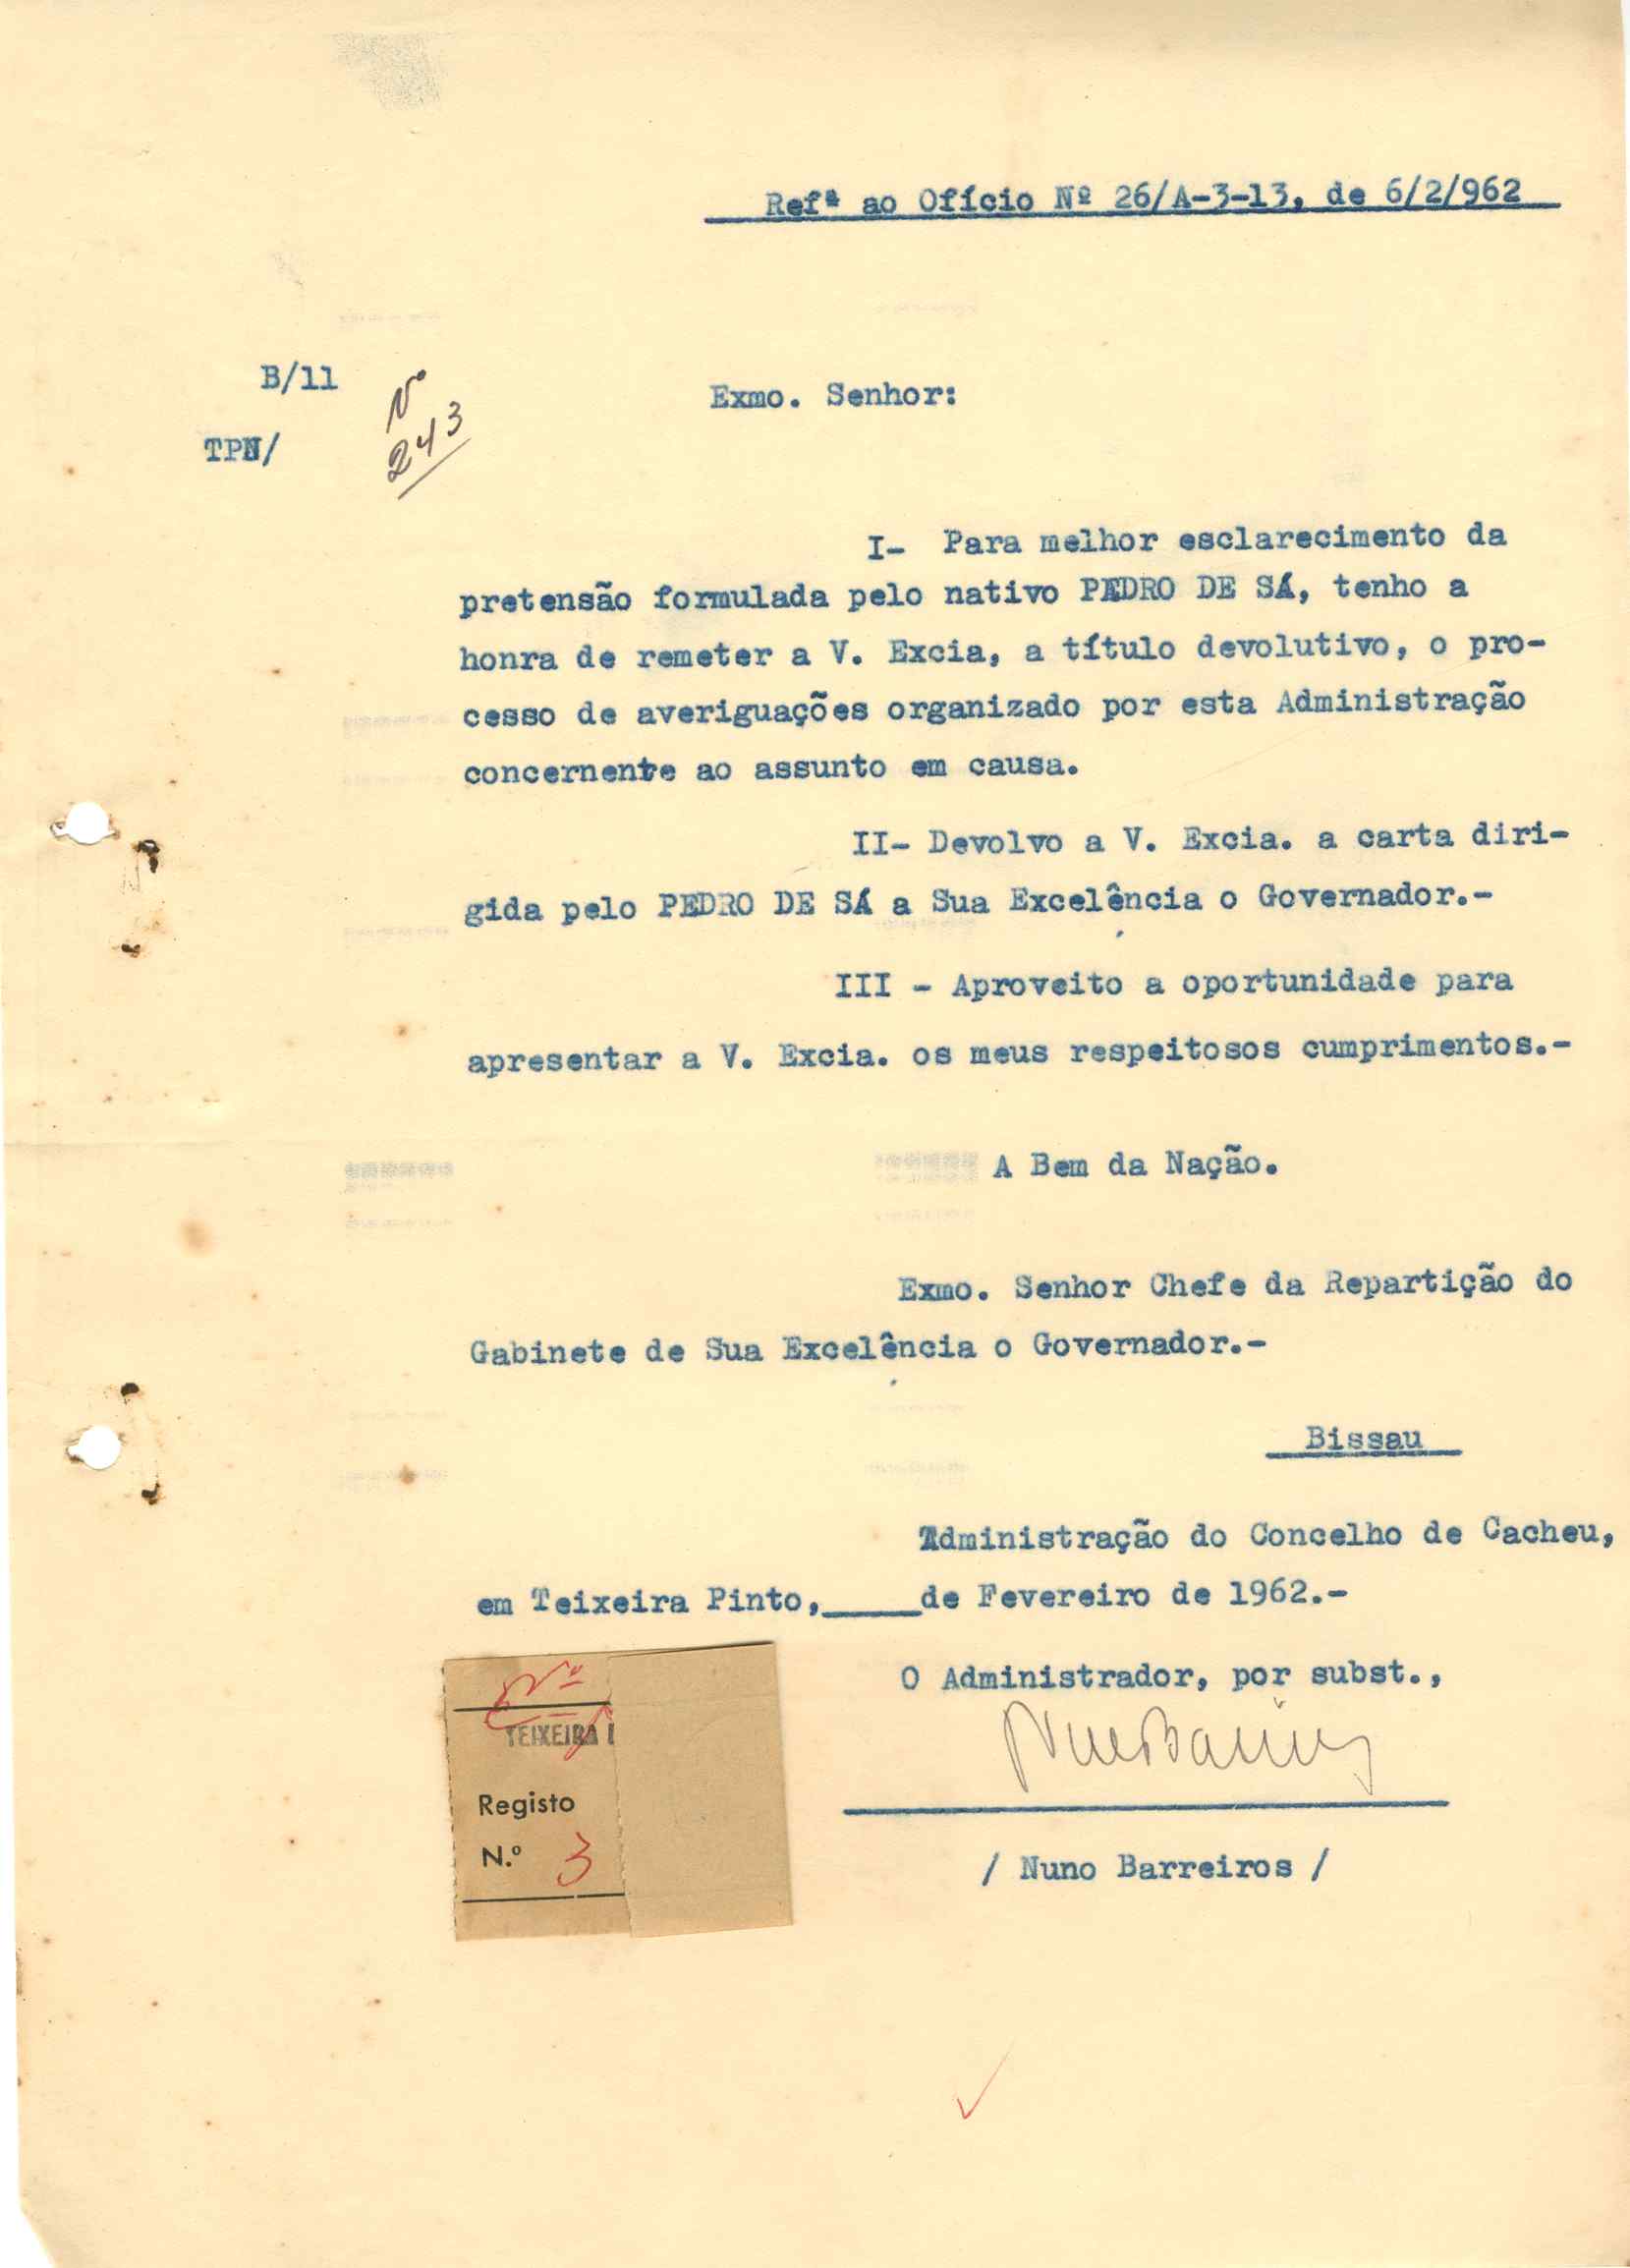 Refª ao Ofício Nº 26/A-3-13, de 6/2/962
B/11
Nº 243
Exmo. Senhor:
TPN/
I- Para melhor esclarecimento da
pretensão formulada pelo nativo PEDRO DE SÁ, tenho a
honra de remeter a V. Excia, a título devolutivo, o pro-
cesso de averiguações organizado por esta Administração
concernente ao assunto em causa.
II- Devolvo a V. Excia. a carta diri-
gida pelo PEDRO DE SÁ a Sua Excelência o Governador.-
III - Aproveito a oportunidade para
apresentar a V. Excia. os meus respeitosos cumprimentos.-
A Bem da Nação.
Exmo. Senhor Chefe da Repartição do
Gabinete de Sua Excelência o Governador.-
Bissau
Administração do Concelho de Cacheu,
em Teixeira Pinto,_____de Fevereiro de 1962.-
O Administrador, por subst.,
Nº
TEIXEIRA
Registo
N.º 3
/ Nuno Barreiros /